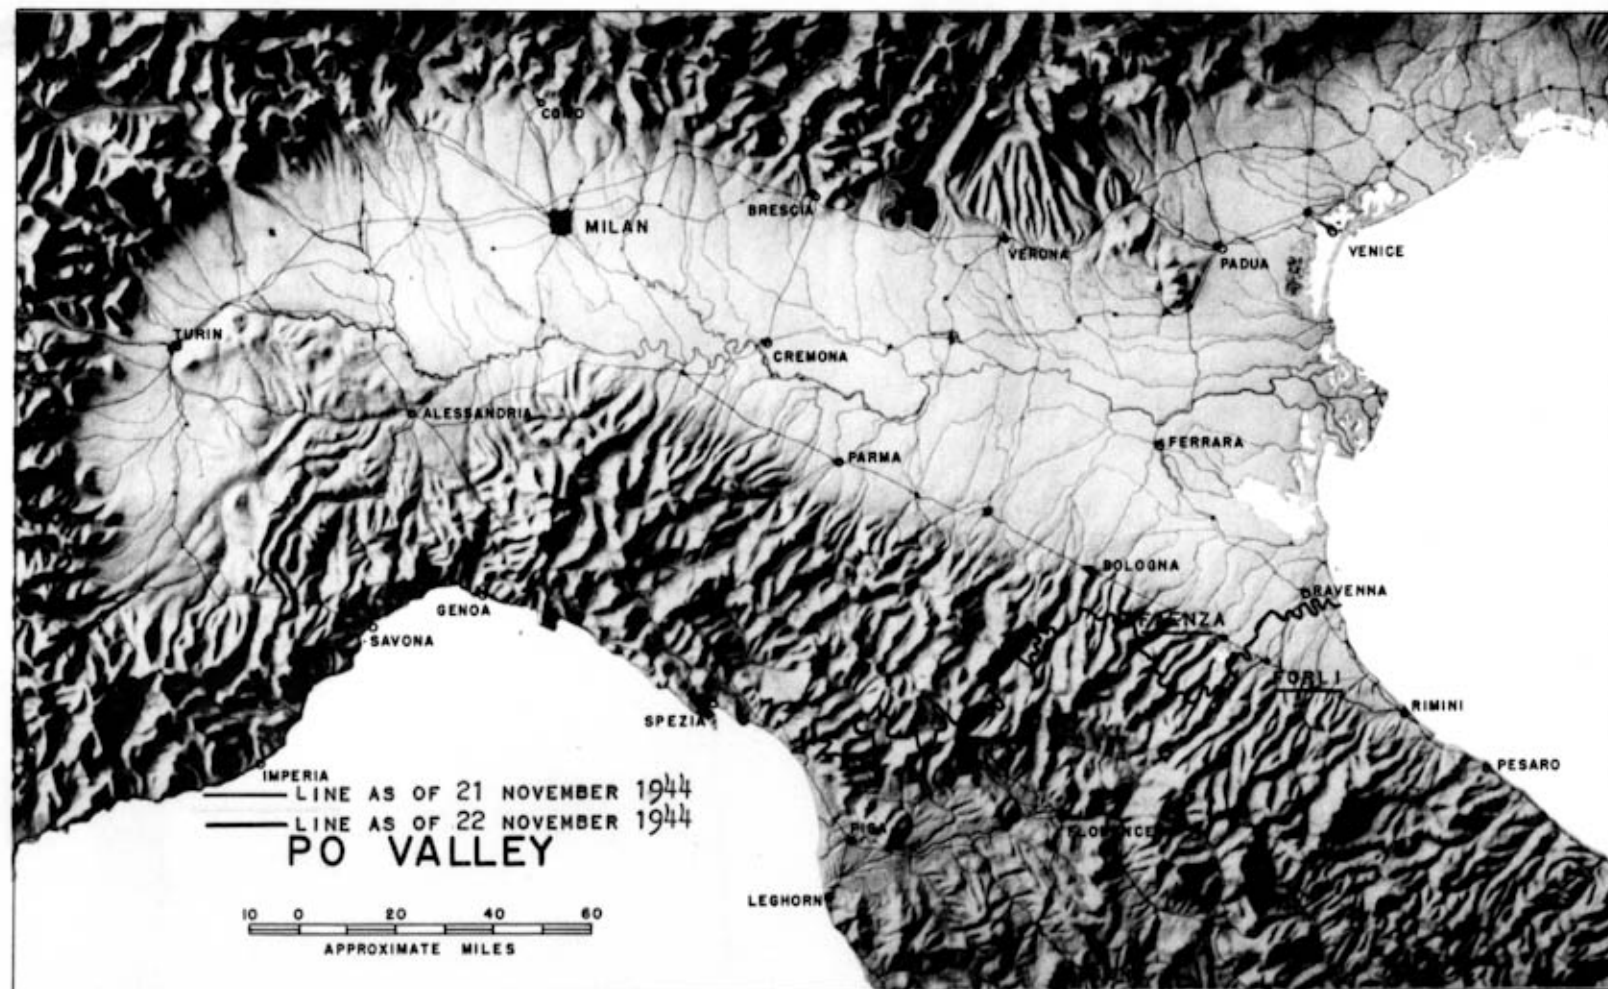 COMO
MILAN
BRESCIA
VERONA
PADUA
VENICE
TURIN
CREMONA
ALESSANDRIA
PARMA
FERRARA
BOLOGNA
RAVENNA
GENOA
FAENZA
SAVONA
FORLI
SPEZIA
RIMINI
IMPERIA
PESARO
LINE AS OF 21 NOVEMBER 1944
LINE AS OF 22 NOVEMBER 1944
PISA
FLORENCE
PO VALLEY
LEGHORN
10 0 20 40 60
APPROXIMATE MILES